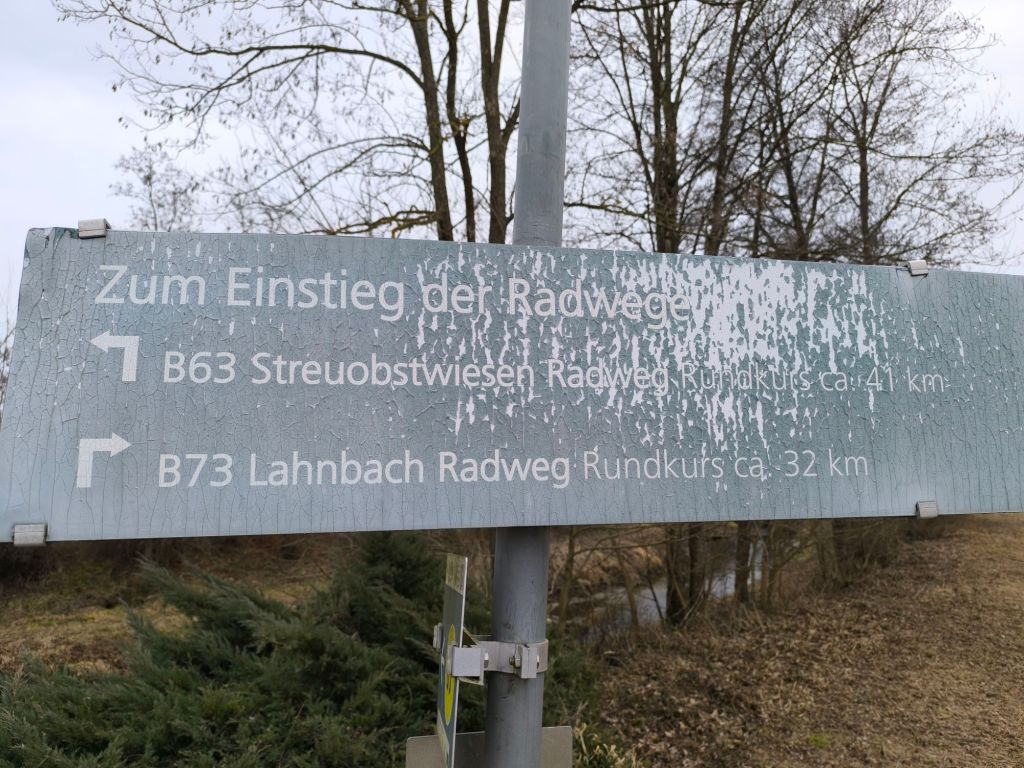 Zum Einstieg der Radwege
B63 Streuobstwiesen Radweg Rundkurs ca. 41 km
B73 Lahnbach Radweg Rundkurs ca. 32 km